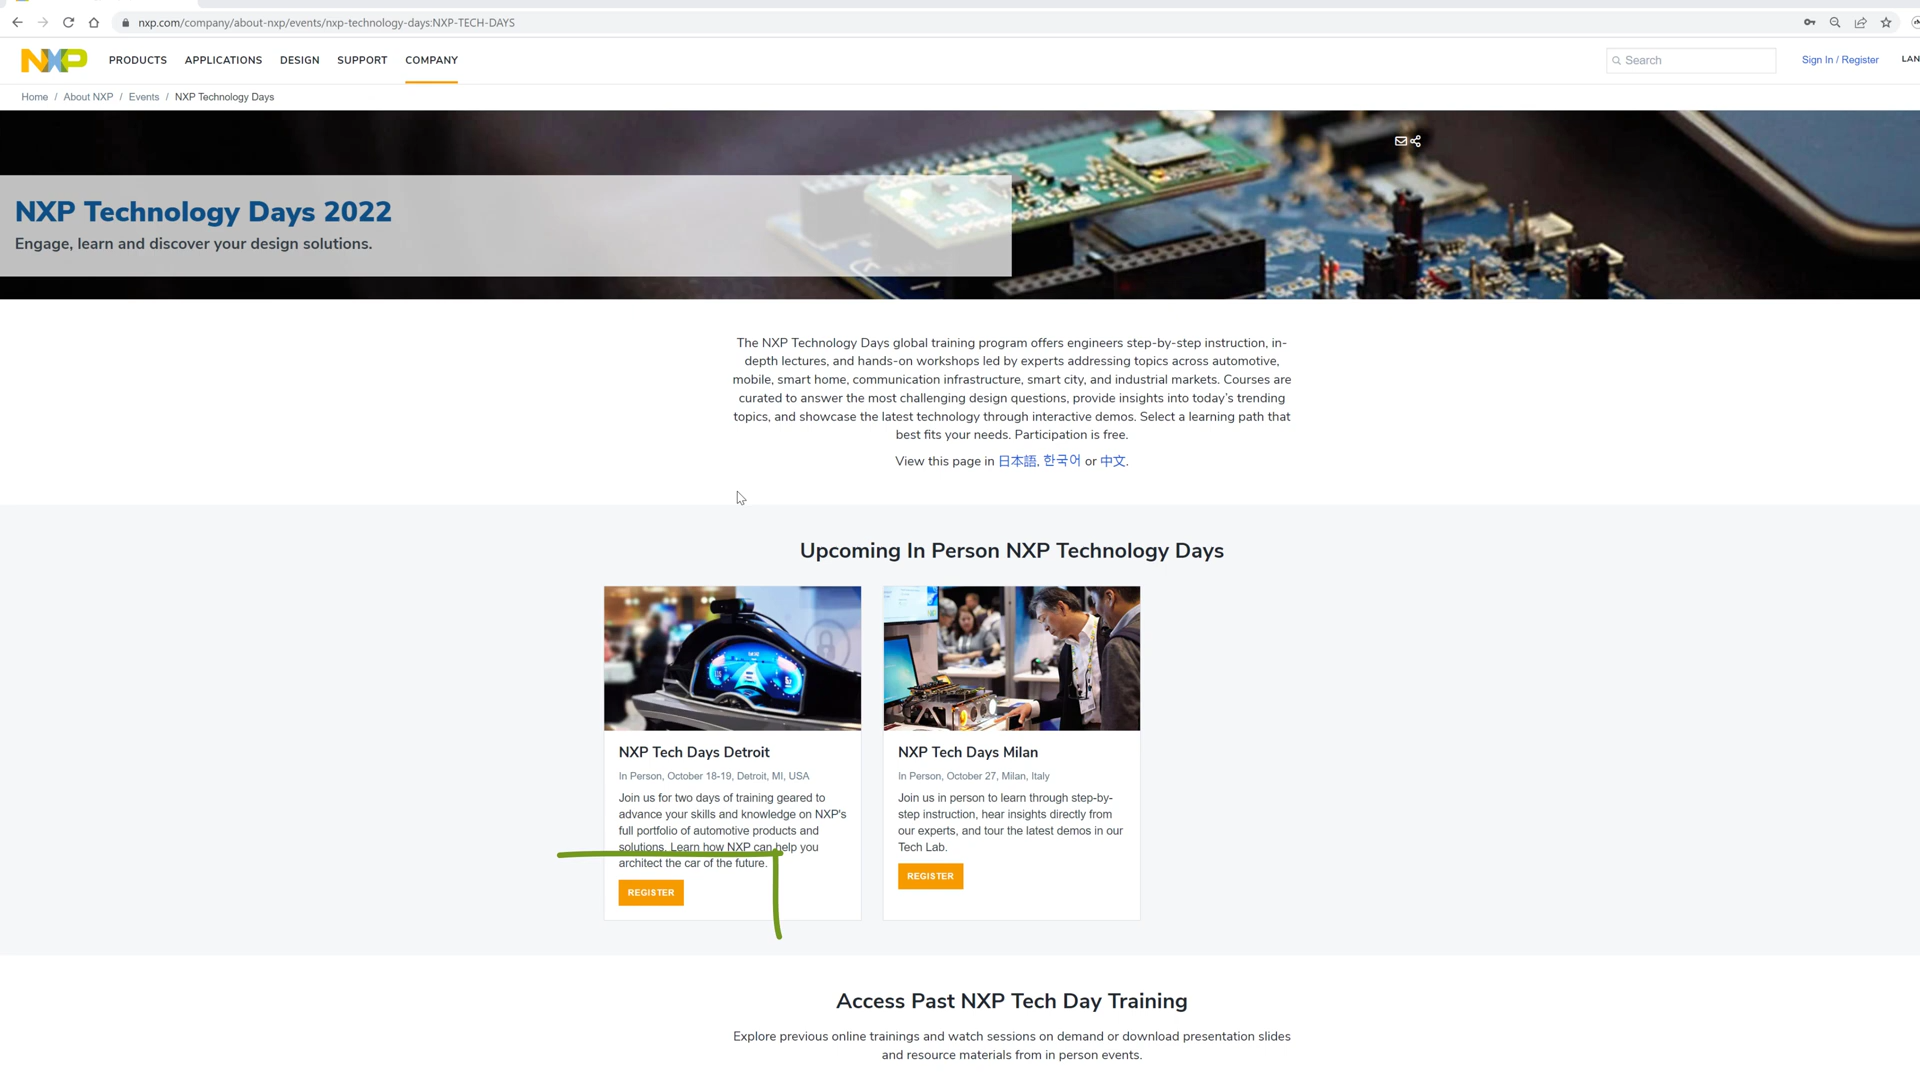 nxp.com/company/about-nxp/events/nxp-technology-days:NXP-TECH-DAYS
NXP PRODUCTS APPLICATIONS DESIGN SUPPORT COMPANY Search Sign In / Register LAN
Home / About NXP / Events / NXP Technology Days
NXP Technology Days 2022
Engage, learn and discover your design solutions.
The NXP Technology Days global training program offers engineers step-by-step instruction, in-
depth lectures, and hands-on workshops led by experts addressing topics across automotive,
mobile, smart home, communication infrastructure, smart city, and industrial markets. Courses are
curated to answer the most challenging design questions, provide insights into today’s trending
topics, and showcase the latest technology through interactive demos. Select a learning path that
best fits your needs. Participation is free.
View this page in 日本語, 한국어 or 中文.
Upcoming In Person NXP Technology Days
NXP Tech Days Detroit
In Person, October 18-19, Detroit, MI, USA
Join us for two days of training geared to
advance your skills and knowledge on NXP's
full portfolio of automotive products and
solutions. Learn how NXP can help you
architect the car of the future.
REGISTER
NXP Tech Days Milan
In Person, October 27, Milan, Italy
Join us in person to learn through step-by-
step instruction, hear insights directly from
our experts, and tour the latest demos in our
Tech Lab.
REGISTER
Access Past NXP Tech Day Training
Explore previous online trainings and watch sessions on demand or download presentation slides
and resource materials from in person events.